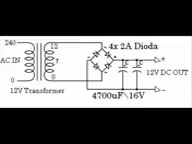 240
12
4x 2A Dioda
AC IN
T
12V DC OUT
0
0
12V Transformer
4700uF\16V